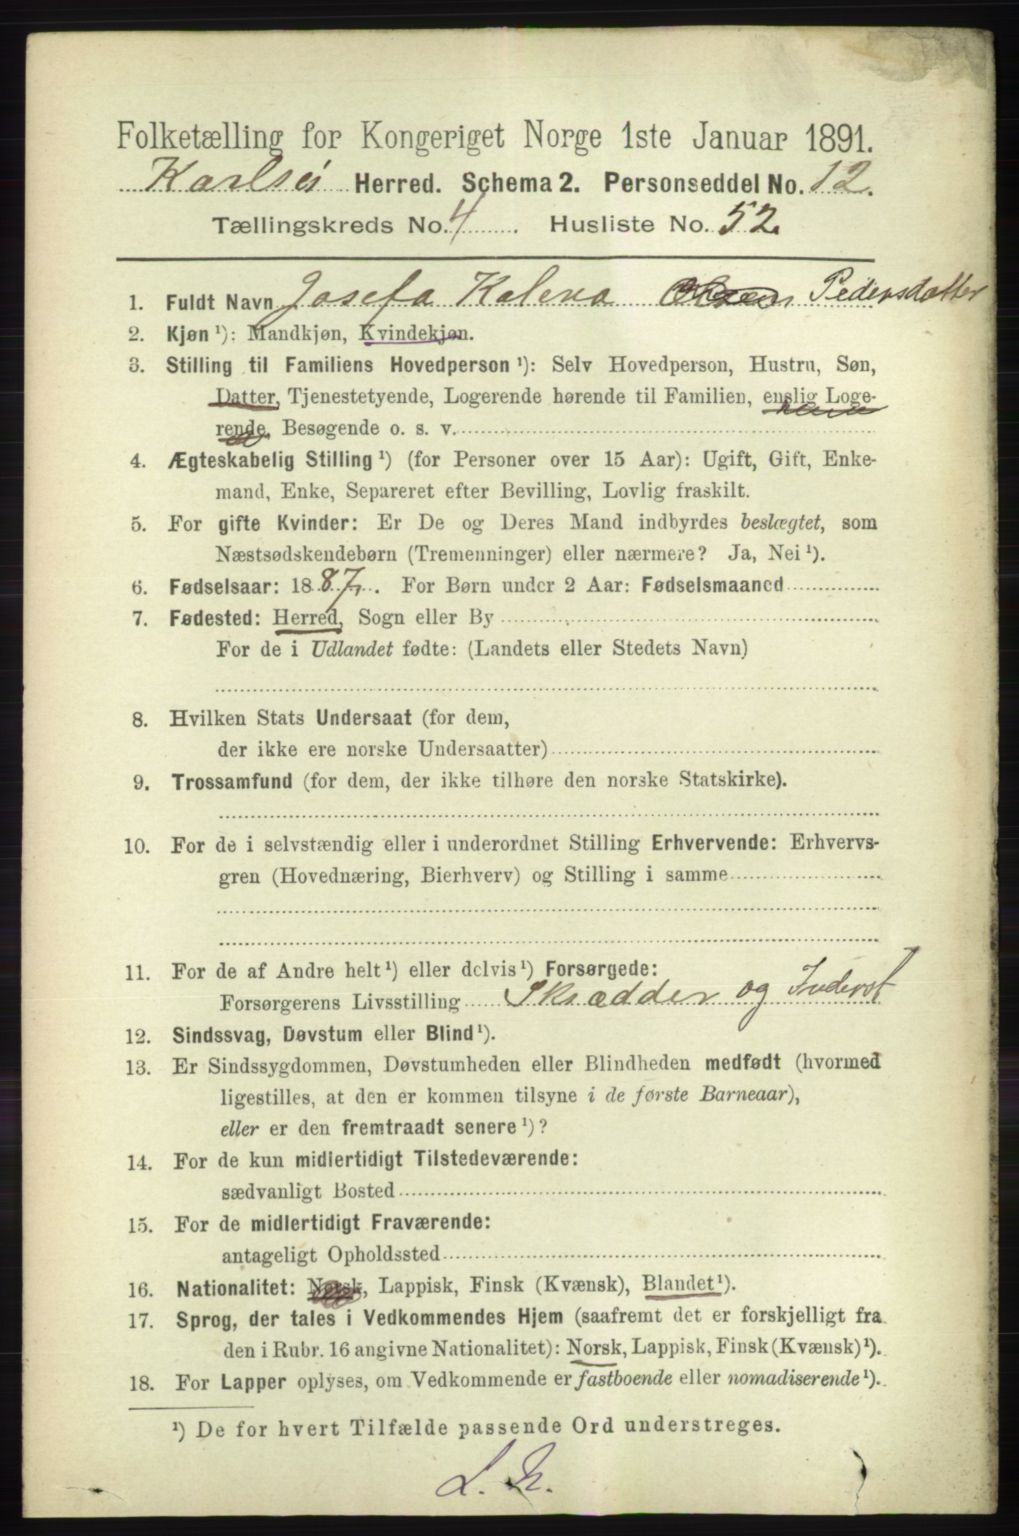 Folketælling for Kongeriget Norge 1ste Januar 1891.
Karlsö Herred. Schema 2. Personseddel No. 12.
Tællingskreds No. 4. Husliste No. 52.
1. Fuldt Navn Josefa Kalena Pedersdatter
2. Kjøn¹): Mandkjøn, Kvindekjøn.
3. Stilling til Familiens Hovedperson¹): Selv Hovedperson, Hustru, Søn,
Datter, Tjenestetyende, Logerende hørende til Familien, enslig Loge-
rende, Besøgende o. s. v.
4. Ægteskabelig Stilling¹) (for Personer over 15 Aar): Ugift, Gift, Enke-
mand, Enke, Separeret efter Bevilling, Lovlig fraskilt.
5. For gifte Kvinder: Er De og Deres Mand indbyrdes beslægtet, som
Næstsødskendebørn (Tremenninger) eller nærmere? Ja, Nei¹).
6. Fødselsaar: 1887. For Børn under 2 Aar: Fødselsmaaned
7. Fødested: Herred, Sogn eller By
For de i Udlandet fødte: (Landets eller Stedets Navn)
8. Hvilken Stats Undersaat (for dem,
der ikke ere norske Undersaatter)
9. Trossamfund (for dem, der ikke tilhøre den norske Statskirke).
10. For de i selvstændig eller i underordnet Stilling Erhvervende: Erhvervs-
gren (Hovednæring, Bierhverv) og Stilling i samme
11. For de af Andre helt¹) eller delvis¹) Forsørgede:
Forsørgerens Livsstilling Skrædder og Inderst
12. Sindssvag, Døvstum eller Blind¹).
13. Er Sindssygdommen, Døvstumheden eller Blindheden medfødt (hvormed
ligestilles, at den er kommen tilsyne i de første Barneaar),
eller er den fremtraadt senere¹)?
14. For de kun midlertidigt Tilstedeværende:
sædvanligt Bosted
15. For de midlertidigt Fraværende:
antageligt Opholdssted
16. Nationalitet: Norsk, Lappisk, Finsk (Kvænsk), Blandet¹).
17. Sprog, der tales i Vedkommendes Hjem (saafremt det er forskjelligt fra
den i Rubr. 16 angivne Nationalitet): Norsk, Lappisk, Finsk (Kvænsk)¹).
18. For Lapper oplyses, om Vedkommende er fastboende eller nomadiserende¹).
¹) De for hvert Tilfælde passende Ord understreges.
L. N.